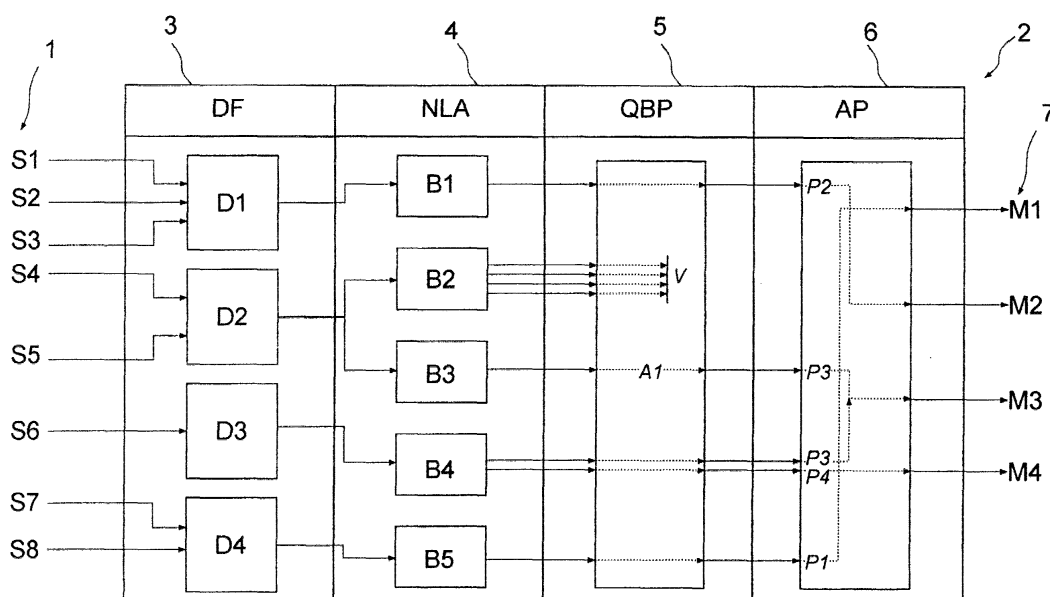 1
3
4
5
6
2
7
DF
NLA
QBP
AP
S1
S2
S3
S4
S5
S6
S7
S8
D1
D2
D3
D4
B1
B2
B3
B4
B5
V
A1
P2
P3
P3
P4
P1
M1
M2
M3
M4